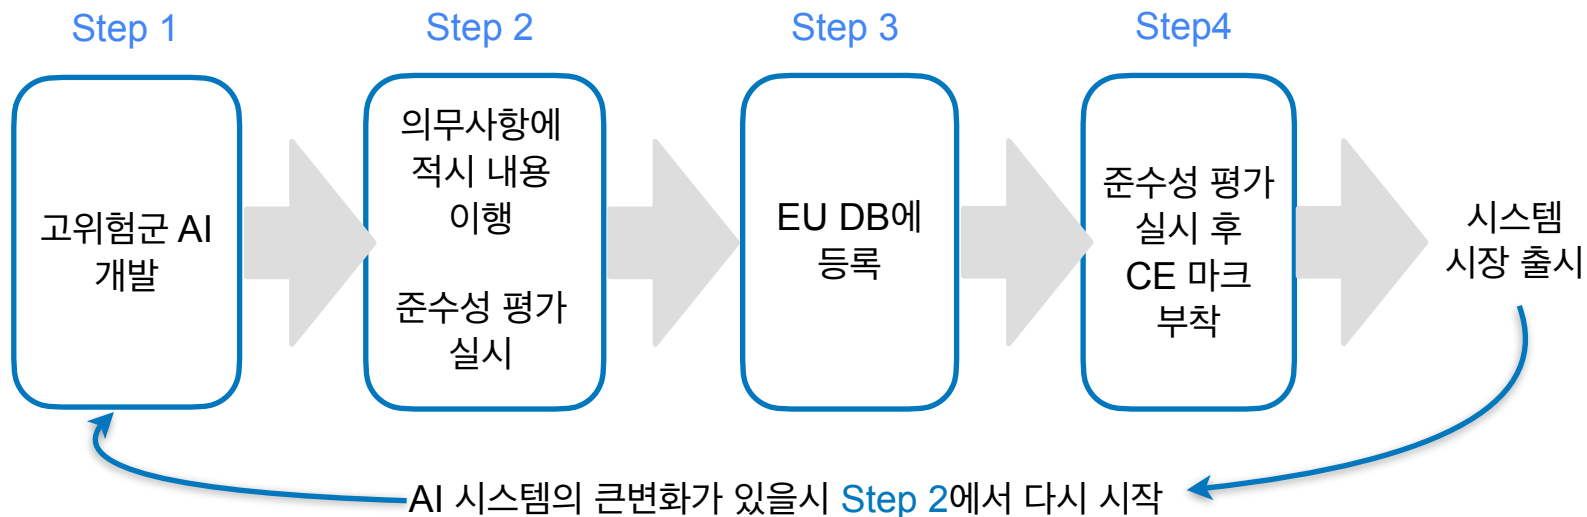 Step 1
Step 2
Step 3
Step4
고위험군 AI
개발
의무사항에
적시 내용
이행
준수성 평가
실시
EU DB에
등록
준수성 평가
실시 후
CE 마크
부착
시스템
시장 출시
AI 시스템의 큰변화가 있을시 Step 2에서 다시 시작